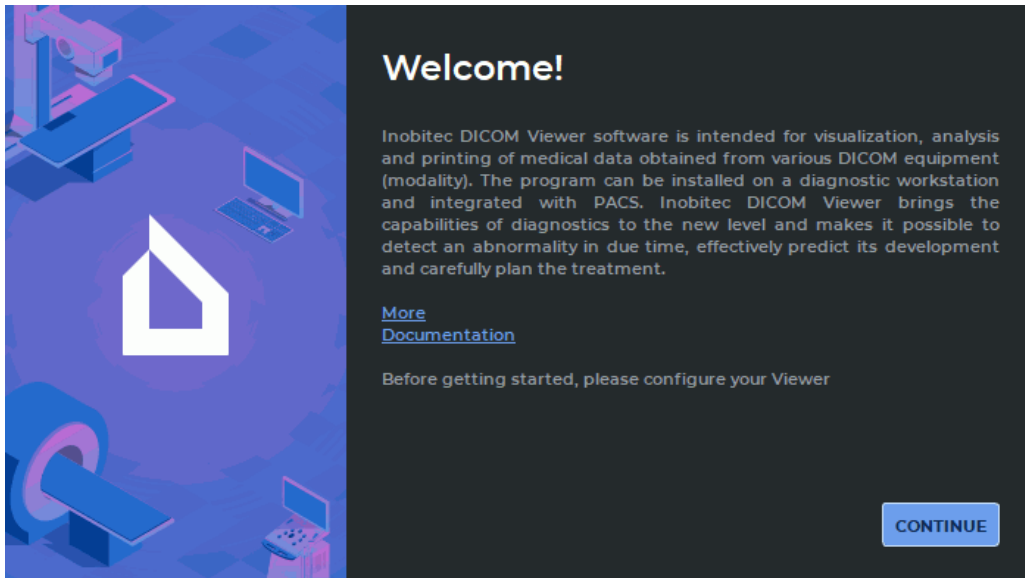 Welcome!
Inobitec DICOM Viewer software is intended for visualization, analysis
and printing of medical data obtained from various DICOM equipment
(modality). The program can be installed on a diagnostic workstation
and integrated with PACS. Inobitec DICOM Viewer brings the
capabilities of diagnostics to the new level and makes it possible to
detect an abnormality in due time, effectively predict its development
and carefully plan the treatment.
More
Documentation
Before getting started, please configure your Viewer
CONTINUE